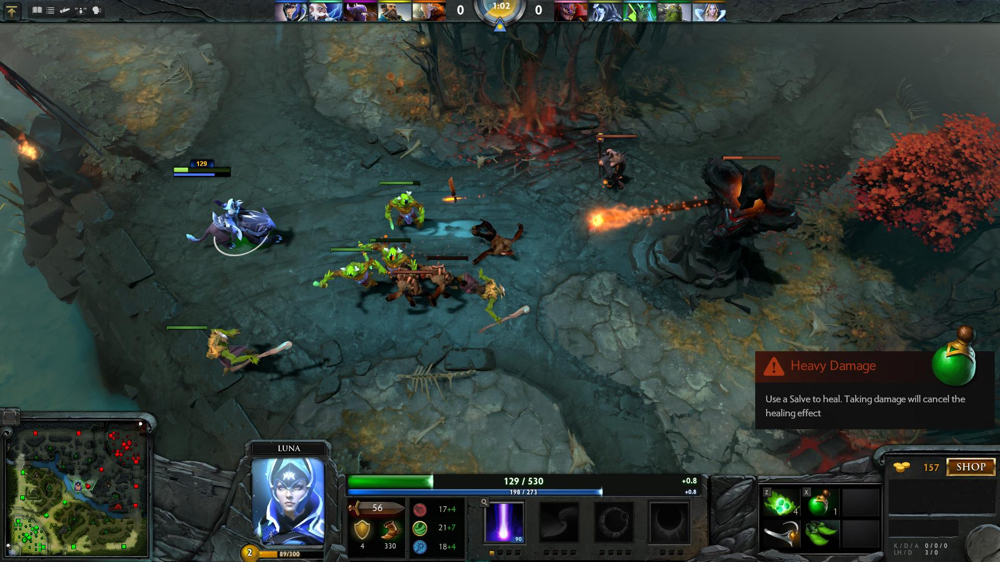 0
1:02
0
129
Heavy Damage
Use a Salve to heal. Taking damage will cancel the
healing effect
LUNA
2
89/300
129 / 530
+0.8
198 / 273
+0.8
56
4
330
17+4
21+7
18+4
Q
90
Z
4
X
1
157
SHOP
K/D/A 0/0/0
LH/D 3/0